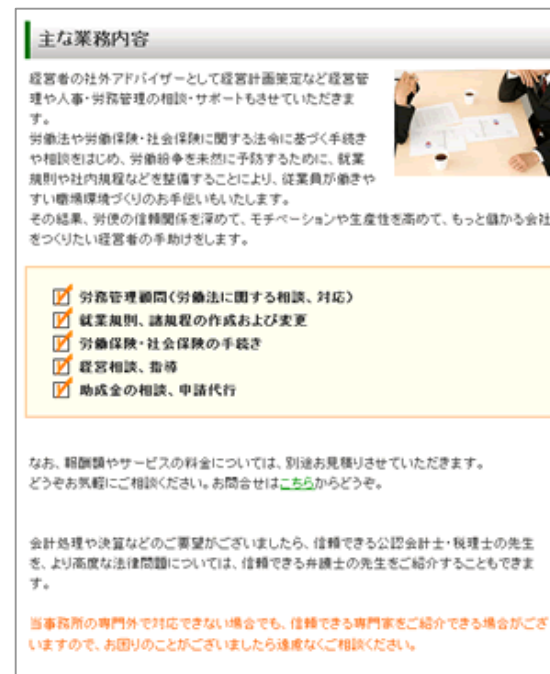 主な業務内容
経営者の社外アドバイザーとして経営計画策定など経営管
理や人事・労務管理の相談・サポートもさせていただきま
す。
労働法や労働保険・社会保険に関する法令に基づく手続き
や相談をはじめ、労働紛争を未然に予防するために、就業
規則や社内規程などを整備することにより、従業員が働きや
すい職場環境づくりのお手伝いもいたします。
その結果、労使の信頼関係を深めて、モチベーションや生産性を高めて、もっと儲かる会社
をつくりたい経営者の手助けをします。
労務管理顧問(労働法に関する相談、対応)
就業規則、諸規程の作成および変更
労働保険・社会保険の手続き
経営相談、指導
助成金の相談、申請代行
なお、報酬額やサービスの料金については、別途お見積りさせていただきます。
どうぞお気軽にご相談ください。お問合せはこちらからどうぞ。
会計処理や決算などのご要望がございましたら、信頼できる公認会計士・税理士の先生
を、より高度な法律問題については、信頼できる弁護士の先生をご紹介することもできま
す。
当事務所の専門外で対応できない場合でも、信頼できる専門家をご紹介できる場合がござ
いますので、お困りのことがございましたら遠慮なくご相談ください。